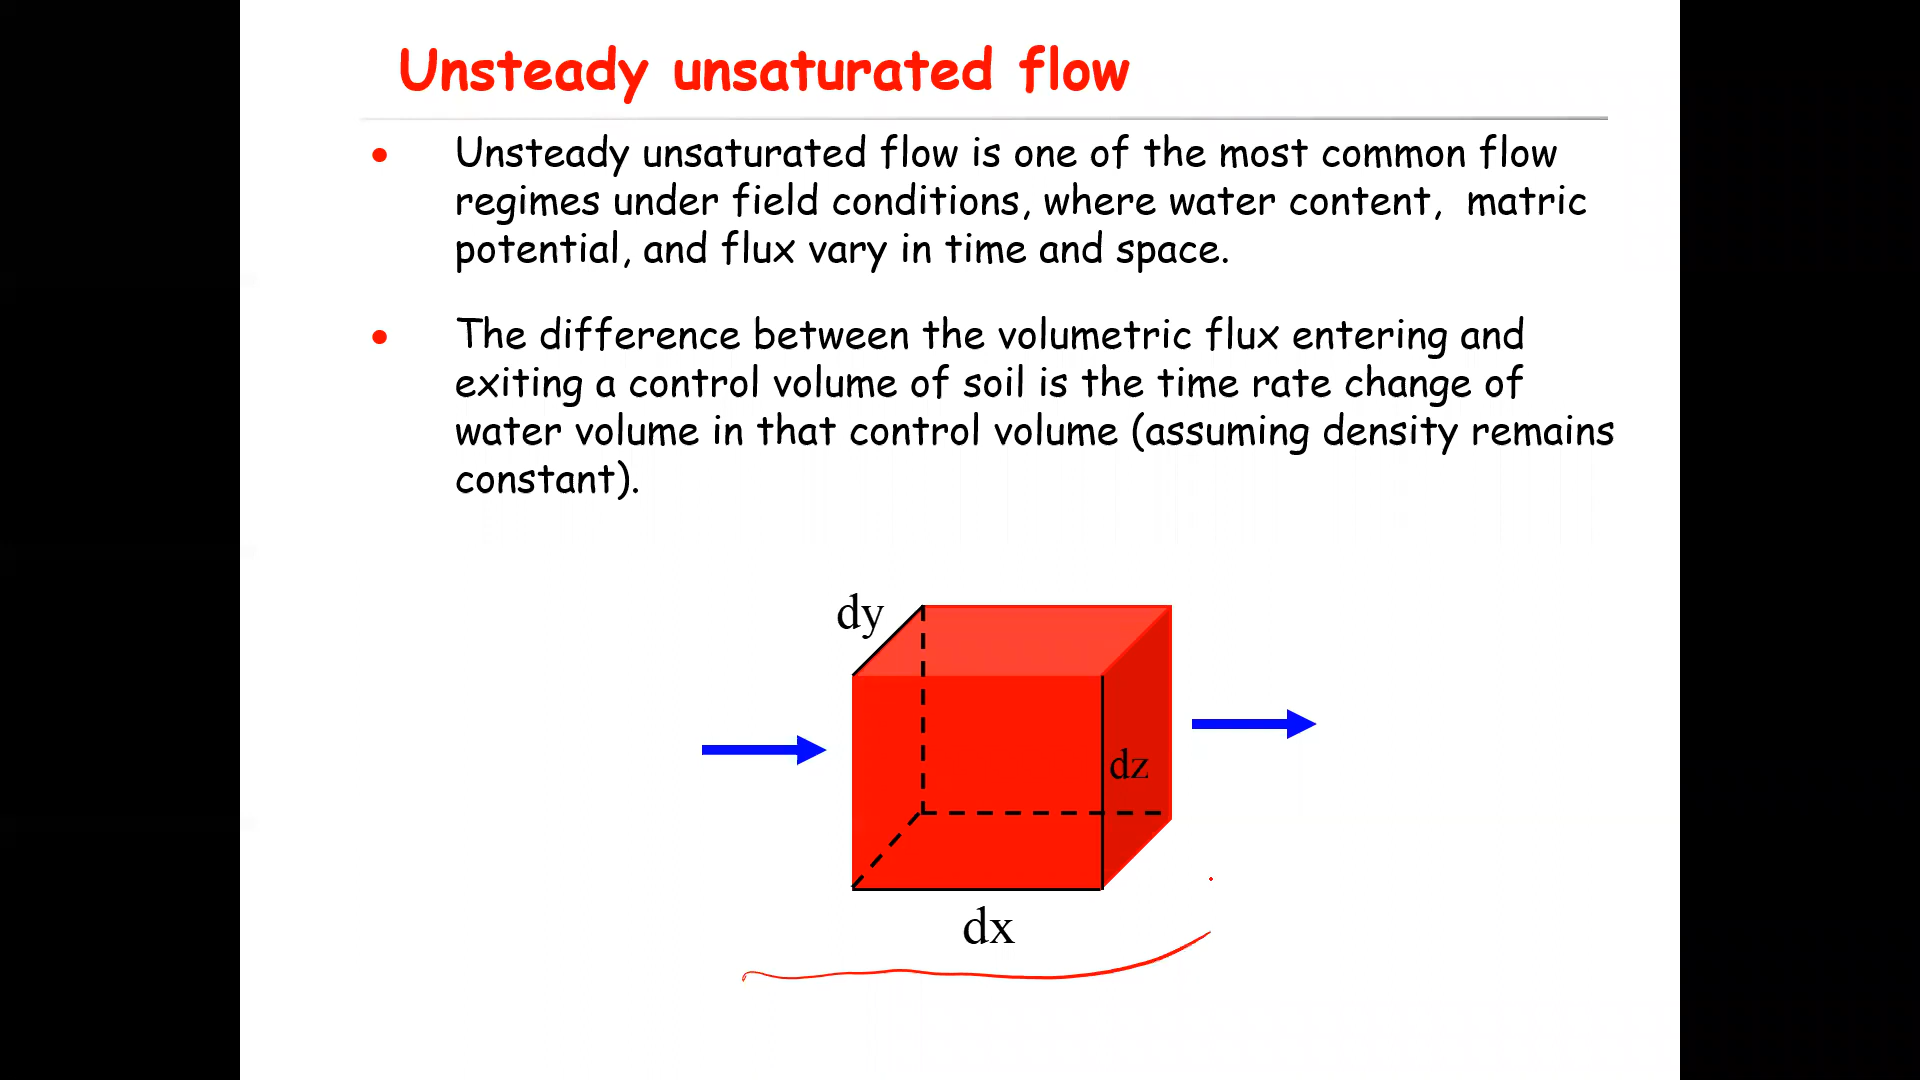 Unsteady unsaturated flow
• Unsteady unsaturated flow is one of the most common flow
regimes under field conditions, where water content, matric
potential, and flux vary in time and space.
• The difference between the volumetric flux entering and
exiting a control volume of soil is the time rate change of
water volume in that control volume (assuming density remains
constant).
dy
dz
dx